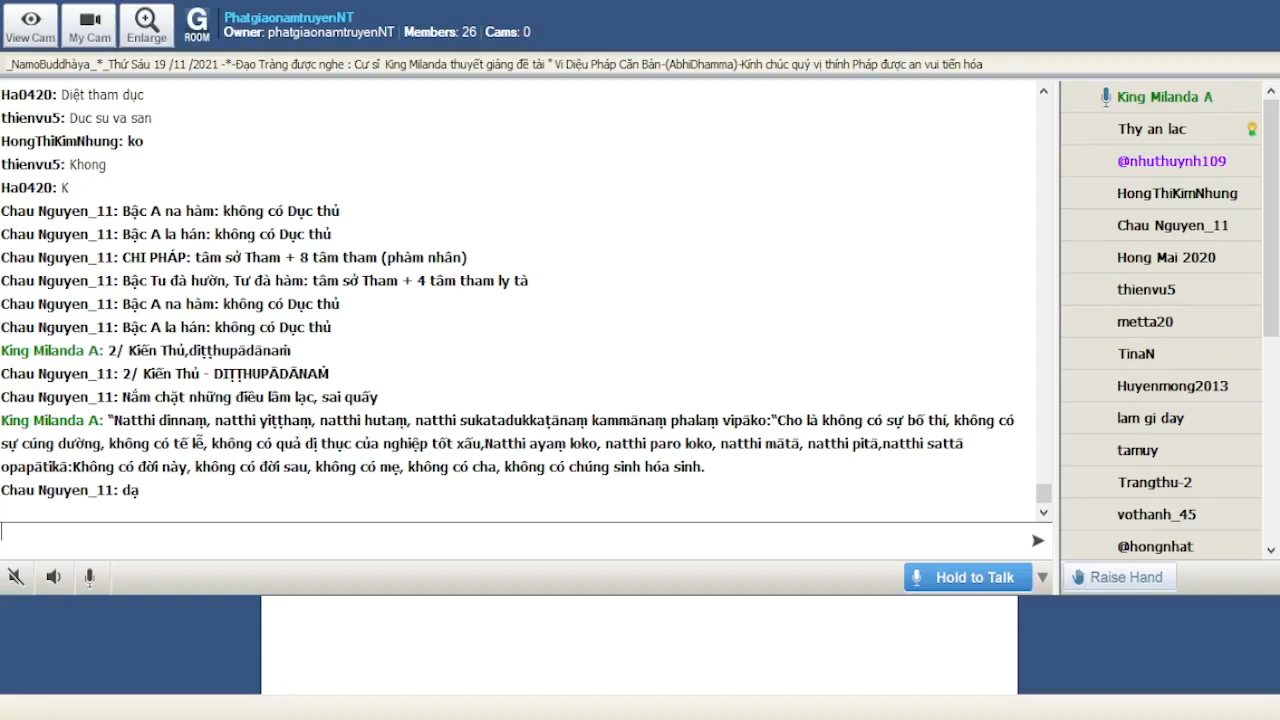 View Cam
My Cam
Enlarge
G
ROOM
PhatgiaonamtruyenNT
Owner: phatgiaonamtruyenNT | Members: 26 | Cams: 0
_NamoBuddhàya_*_Thứ Sáu 19 /11 /2021 -*-Đạo Tràng được nghe : Cư sĩ King Milanda thuyết giảng đề tài " Vi Diệu Pháp Căn Bản-(AbhiDhamma)-Kính chúc quý vị thính Pháp được an vui tiến hóa
Ha0420: Diệt tham dục
thienvu5: Duc su va san
HongThiKimNhung: ko
thienvu5: Khong
Ha0420: K
Chau Nguyen_11: Bậc A na hàm: không có Dục thủ
Chau Nguyen_11: Bậc A la hán: không có Dục thủ
Chau Nguyen_11: CHI PHÁP: tâm sở Tham + 8 tâm tham (phàm nhân)
Chau Nguyen_11: Bậc Tu đà hườn, Tư đà hàm: tâm sở Tham + 4 tâm tham ly tà
Chau Nguyen_11: Bậc A na hàm: không có Dục thủ
Chau Nguyen_11: Bậc A la hán: không có Dục thủ
King Milanda A: 2/ Kiến Thủ,diṭṭhupādānaṁ
Chau Nguyen_11: 2/ Kiến Thủ - DIṬṬHUPĀDĀNAṀ
Chau Nguyen_11: Nắm chặt những điều lầm lạc, sai quấy
King Milanda A: “Natthi dinnaṃ, natthi yiṭṭhaṃ, natthi hutaṃ, natthi sukatadukkaṭānaṃ kammānaṃ phalaṃ vipāko:“Cho là không có sự bố thí, không có
sự cúng dường, không có tế lễ, không có quả dị thục của nghiệp tốt xấu,Natthi ayaṃ loko, natthi paro loko, natthi mātā, natthi pitā,natthi sattā
opapātikā:Không có đời này, không có đời sau, không có mẹ, không có cha, không có chúng sinh hóa sinh.
Chau Nguyen_11: dạ
King Milanda A
Thy an lac
@nhuthuynh109
HongThiKimNhung
Chau Nguyen_11
Hong Mai 2020
thienvu5
metta20
TinaN
Huyenmong2013
lam gi day
tamuy
Trangthu-2
vothanh_45
@hongnhat
Hold to Talk
Raise Hand